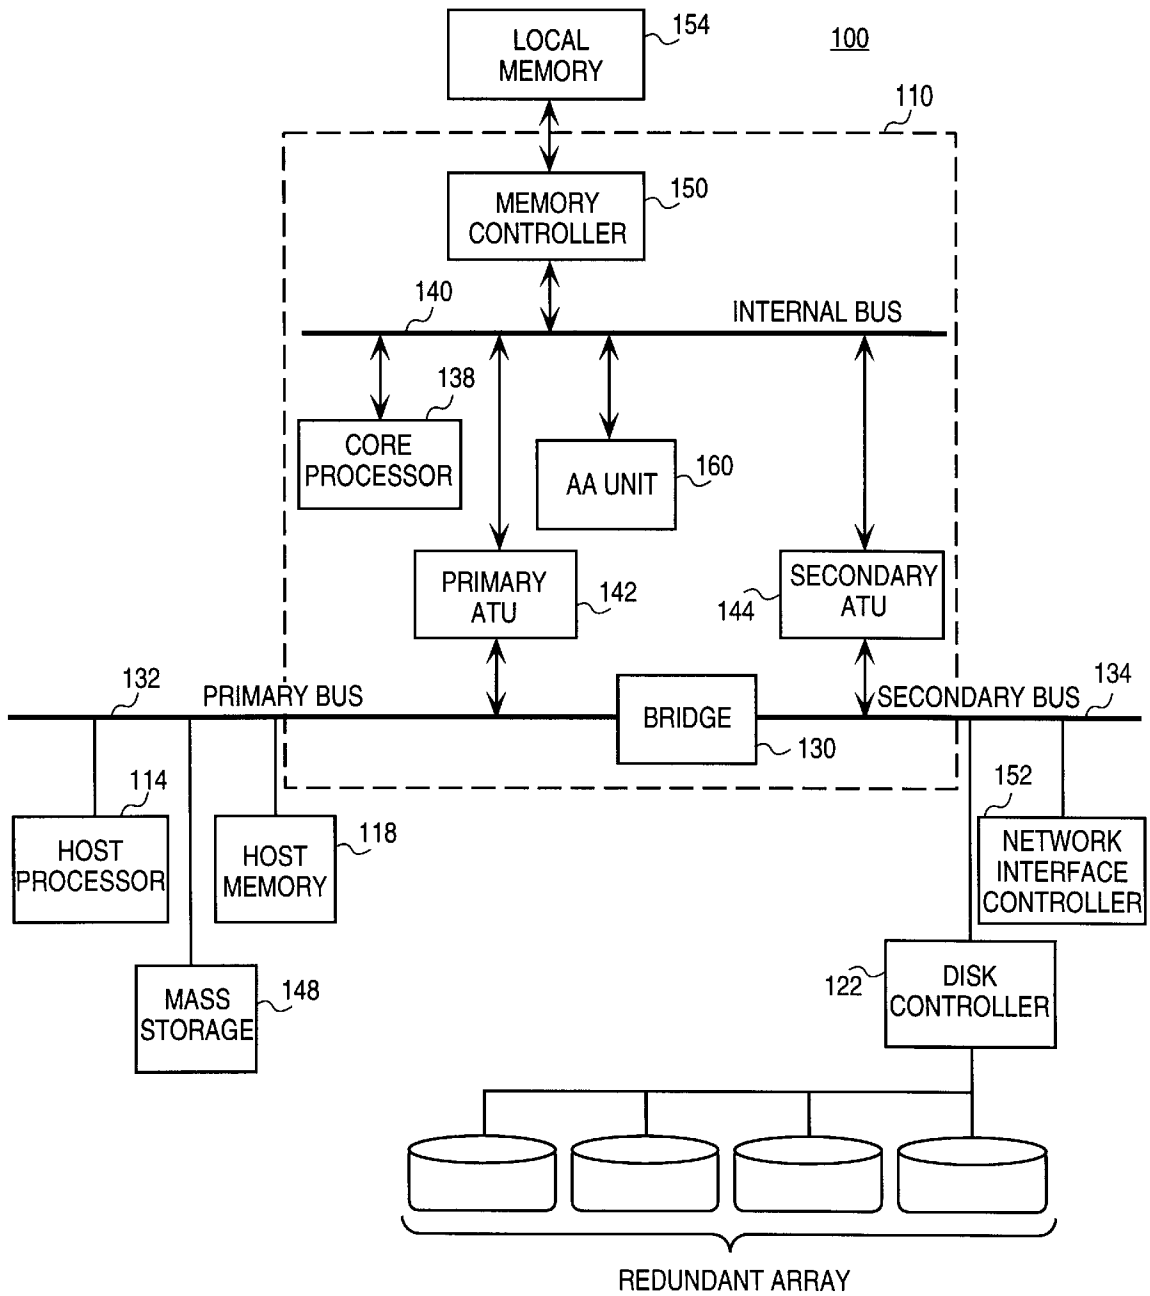 LOCAL
MEMORY
154
100
110
MEMORY
CONTROLLER
150
140
INTERNAL BUS
138
CORE
PROCESSOR
AA UNIT
160
PRIMARY
ATU
142
SECONDARY
ATU
144
132
PRIMARY BUS
BRIDGE
130
SECONDARY BUS
134
114
HOST
PROCESSOR
118
HOST
MEMORY
152
NETWORK
INTERFACE
CONTROLLER
MASS
STORAGE
148
122
DISK
CONTROLLER
REDUNDANT ARRAY